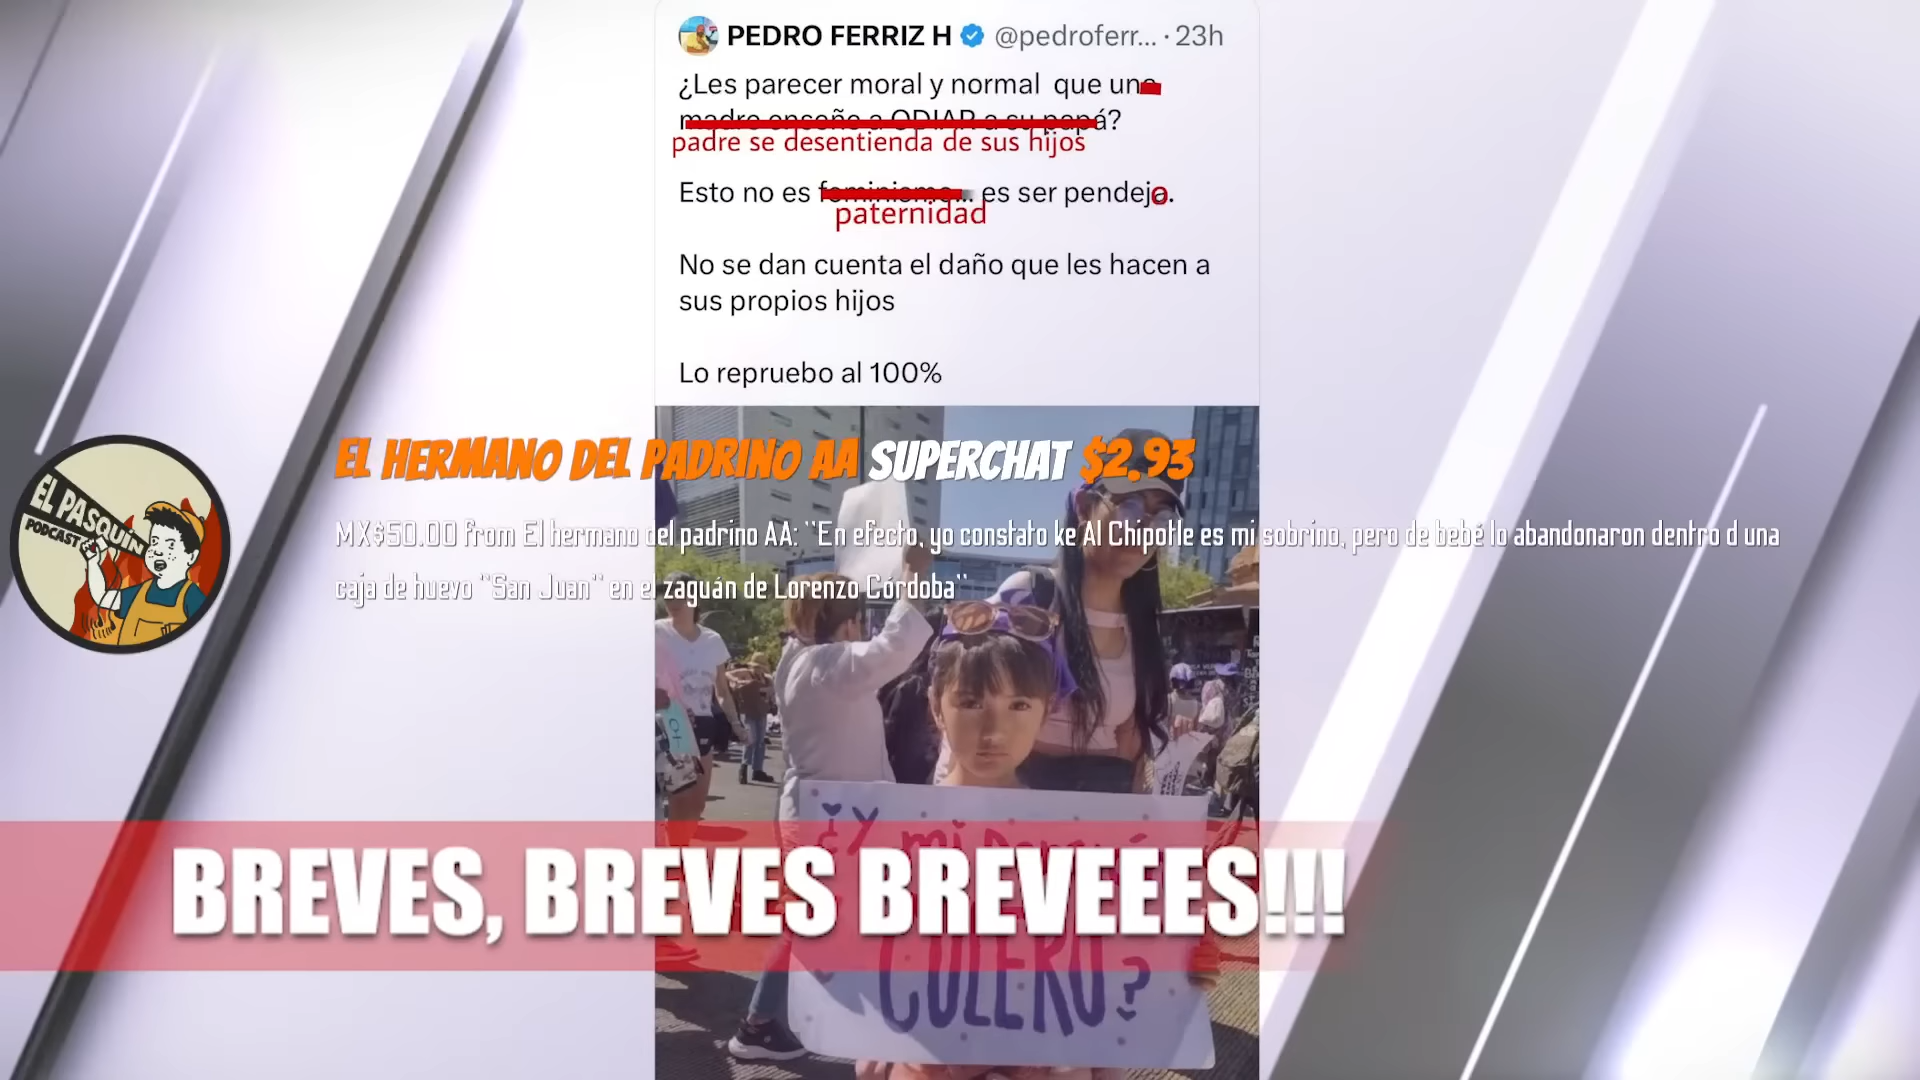 PEDRO FERRIZ H @pedroferr... · 23h
¿Les parecer moral y normal que una
madre enseñe a ODIAR a su papá?
padre se desentienda de sus hijos
Esto no es feminismo.. es ser pendejo.
paternidad
No se dan cuenta el daño que les hacen a
sus propios hijos
Lo repruebo al 100%
EL HERMANO DEL PADRINO AA SUPERCHAT $2.93
MX$50.00 from El hermano del padrino AA: "En efecto, yo constato ke Al Chipotle es mi sobrino, pero de bebé lo abandonaron dentro d una
caja de huevo "San Juan" en el zaguán de Lorenzo Córdoba"
EL PASQUÍN
PODCAST
¿Y mi
BREVES, BREVES BREVEEES!!!
CULERO?